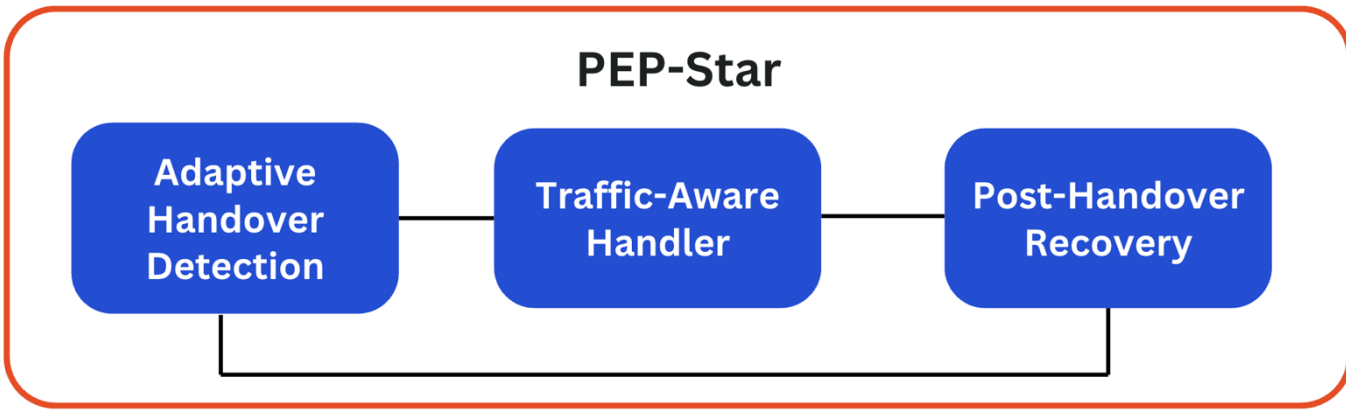 PEP-Star
Adaptive
Handover
Detection
Traffic-Aware
Handler
Post-Handover
Recovery